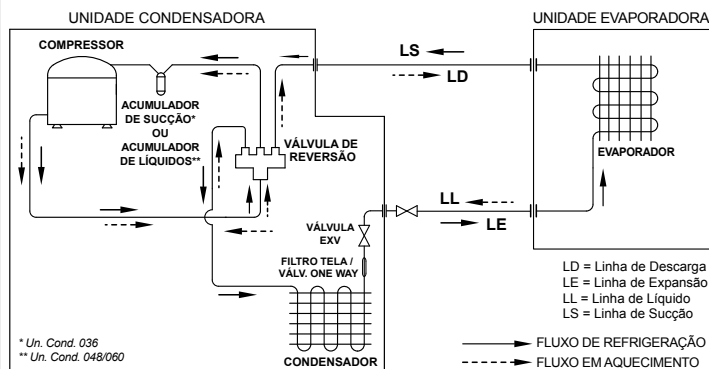 UNIDADE CONDENSADORA
UNIDADE EVAPORADORA
COMPRESSOR
LS
LD
ACUMULADOR
DE SUCÇÃO*
OU
ACUMULADOR
DE LÍQUIDOS**
VÁLVULA DE
REVERSÃO
EVAPORADOR
LL
LE
VÁLVULA
EXV
FILTRO TELA /
VÁLV. ONE WAY
LD = Linha de Descarga
LE = Linha de Expansão
LL = Linha de Líquido
LS = Linha de Sucção
* Un. Cond. 036
** Un. Cond. 048/060
CONDENSADOR
FLUXO DE REFRIGERAÇÃO
FLUXO EM AQUECIMENTO